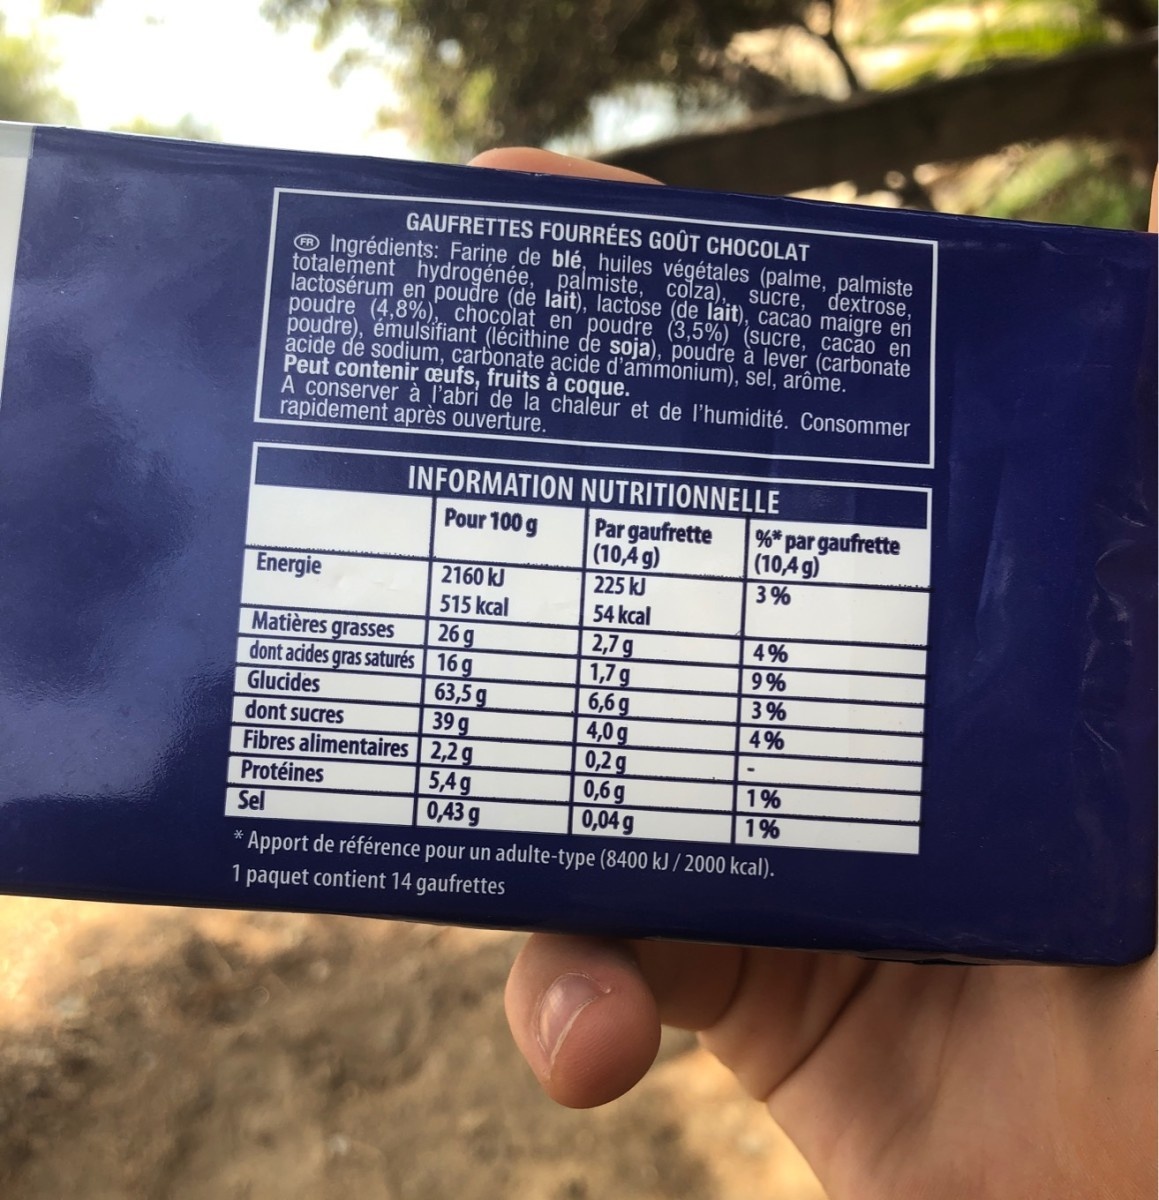 GAUFRETTES FOURRÉES GOÛT CHOCOLAT
FR Ingrédients: Farine de blé, huiles végétales (palme, palmiste
totalement hydrogénée, palmiste, colza), sucre, dextrose,
lactosérum en poudre (de lait), lactose (de lait), cacao maigre en
poudre (4,8%), chocolat en poudre (3,5%) (sucre, cacao en
poudre), émulsifiant (lécithine de soja), poudre à lever (carbonate
acide de sodium, carbonate acide d'ammonium), sel, arôme.
Peut contenir œufs, fruits à coque.
A conserver à l'abri de la chaleur et de l'humidité. Consommer
rapidement après ouverture.
INFORMATION NUTRITIONNELLE
Pour 100 g Par gaufrette (10,4 g) %* par gaufrette (10,4 g)
Energie 2160 kJ 225 kJ 3 %
515 kcal 54 kcal
Matières grasses 26 g 2,7 g 4 %
dont acides gras saturés 16 g 1,7 g 9 %
Glucides 63,5 g 6,6 g 3 %
dont sucres 39 g 4,0 g 4 %
Fibres alimentaires 2,2 g 0,2 g -
Protéines 5,4 g 0,6 g 1 %
Sel 0,43 g 0,04 g 1 %
* Apport de référence pour un adulte-type (8400 kJ / 2000 kcal).
1 paquet contient 14 gaufrettes